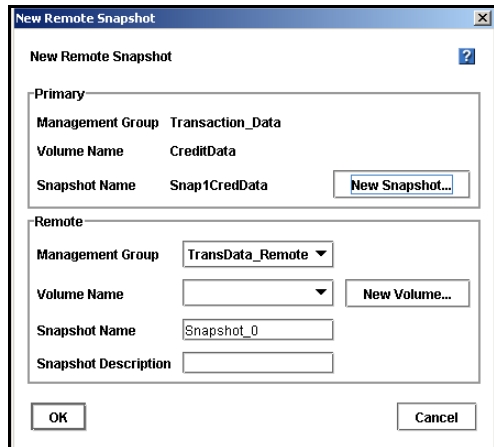 New Remote Snapshot
New Remote Snapshot
?
Primary
Management Group Transaction_Data
Volume Name CreditData
Snapshot Name Snap1CredData New Snapshot...
Remote
Management Group TransData_Remote
Volume Name New Volume...
Snapshot Name Snapshot_0
Snapshot Description
OK Cancel